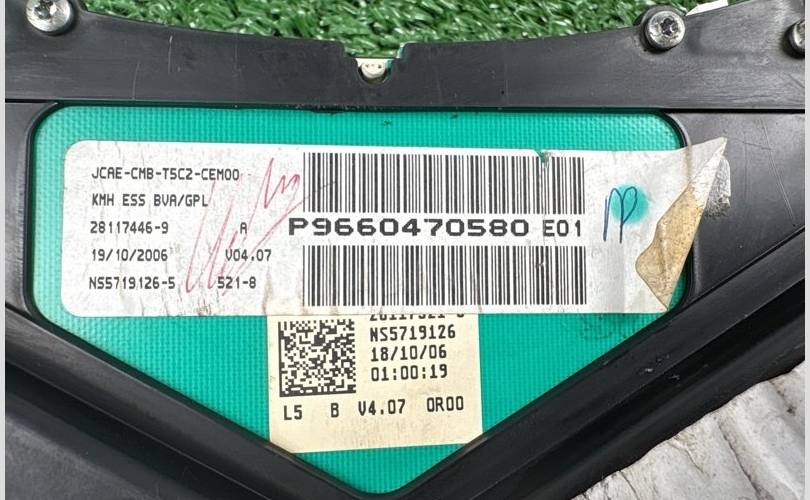 JCAE-CMB-T5C2-CEM00
KMH ESS BVA/GPL
28117446-9 A
19/10/2006 V04.07
NS5719126-5 521-8
P9660470580 E01
NS5719126
18/10/06
01:00:19
L5 B V4.07 0R00